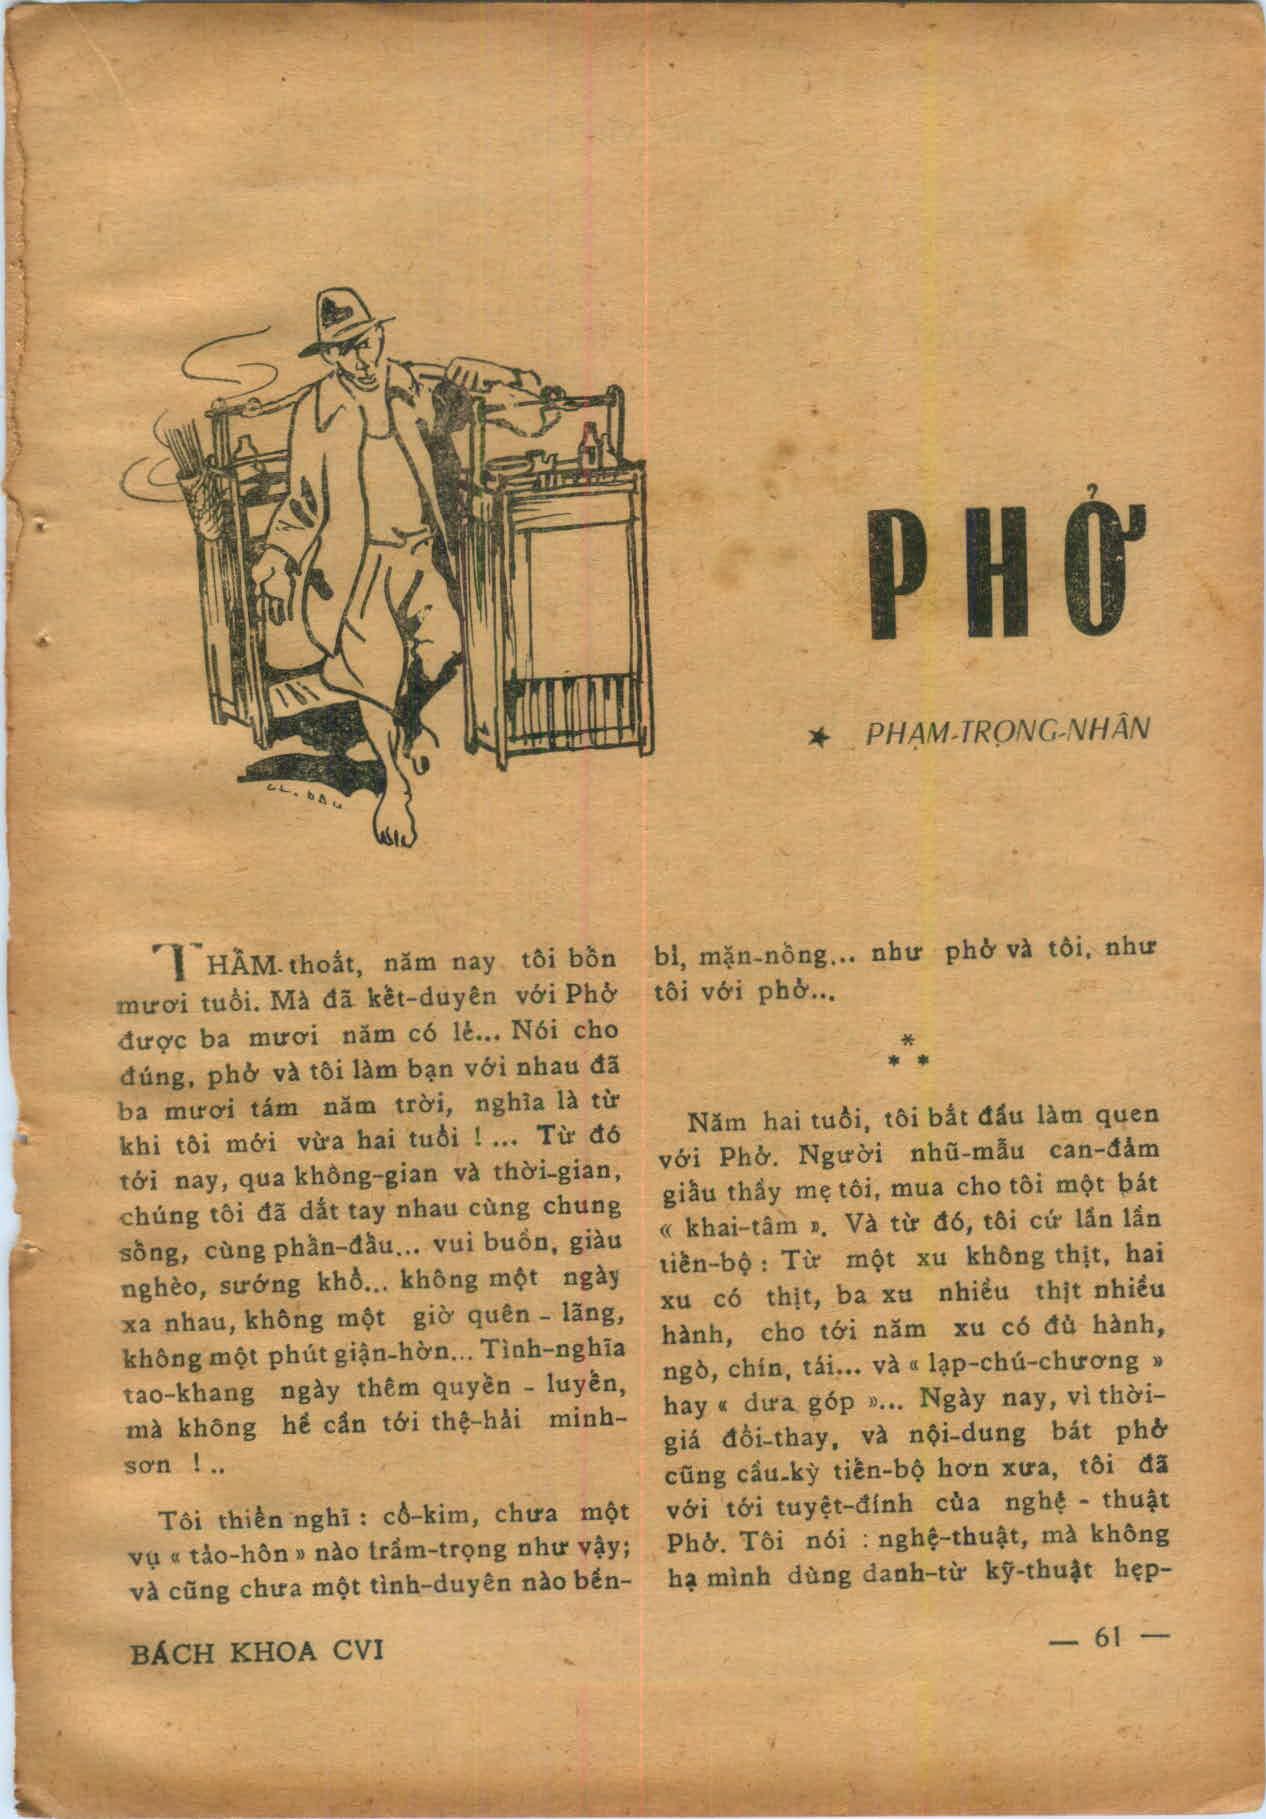 PHỞ
★ PHẠM-TRỌNG-NHÂN
THẤM-thoắt, năm nay tôi bốn
mươi tuổi. Mà đã kết-duyên với Phở
được ba mươi năm có lẻ... Nói cho
đúng, phở và tôi làm bạn với nhau đã
ba mươi tám năm trời, nghĩa là từ
khi tôi mới vừa hai tuổi ! ... Từ đó
tới nay, qua không-gian và thời-gian,
chúng tôi đã dắt tay nhau cùng chung
sống, cùng phấn-đấu... vui buồn, giàu
nghèo, sướng khổ... không một ngày
xa nhau, không một giờ quên - lãng,
không một phút giận-hờn... Tình-nghĩa
tao-khang ngày thêm quyến - luyến,
mà không hề cần tới thệ-hải minh-
sơn ! ..
Tôi thiển nghĩ : cổ-kim, chưa một
vụ « tảo-hôn » nào trầm-trọng như vậy;
và cũng chưa một tình-duyên nào bền-
bỉ, mặn-nồng... như phở và tôi, như
tôi với phở...
*
* *
Năm hai tuổi, tôi bắt đầu làm quen
với Phở. Người nhũ-mẫu can-đảm
giấu thầy mẹ tôi, mua cho tôi một bát
« khai-tâm ». Và từ đó, tôi cứ lần lần
tiến-bộ : Từ một xu không thịt, hai
xu có thịt, ba xu nhiều thịt nhiều
hành, cho tới năm xu có đủ hành,
ngò, chín, tái... và « lạp-chú-chương »
hay « dưa góp »... Ngày nay, vì thời-
giá đổi-thay, và nội-dung bát phở
cũng cầu-kỳ tiến-bộ hơn xưa, tôi đã
với tới tuyệt-đính của nghệ - thuật
Phở. Tôi nói : nghệ-thuật, mà không
hạ mình dùng danh-từ kỹ-thuật hẹp-
BÁCH KHOA CVI
— 61 —